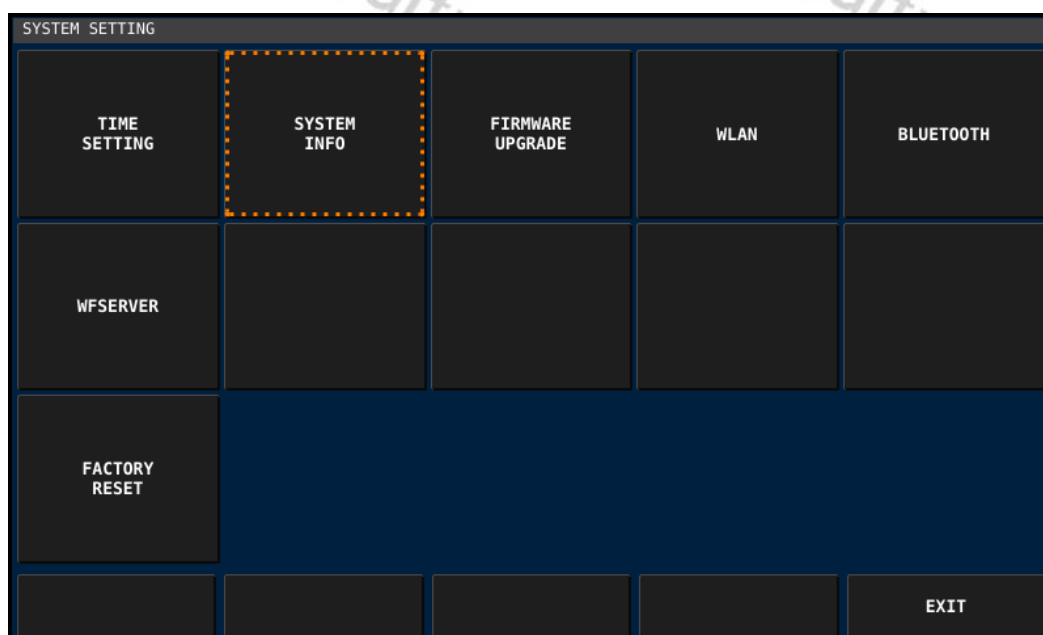 SYSTEM SETTING
TIME
SETTING
SYSTEM
INFO
FIRMWARE
UPGRADE
WLAN
BLUETOOTH
WFSERVER
FACTORY
RESET
EXIT